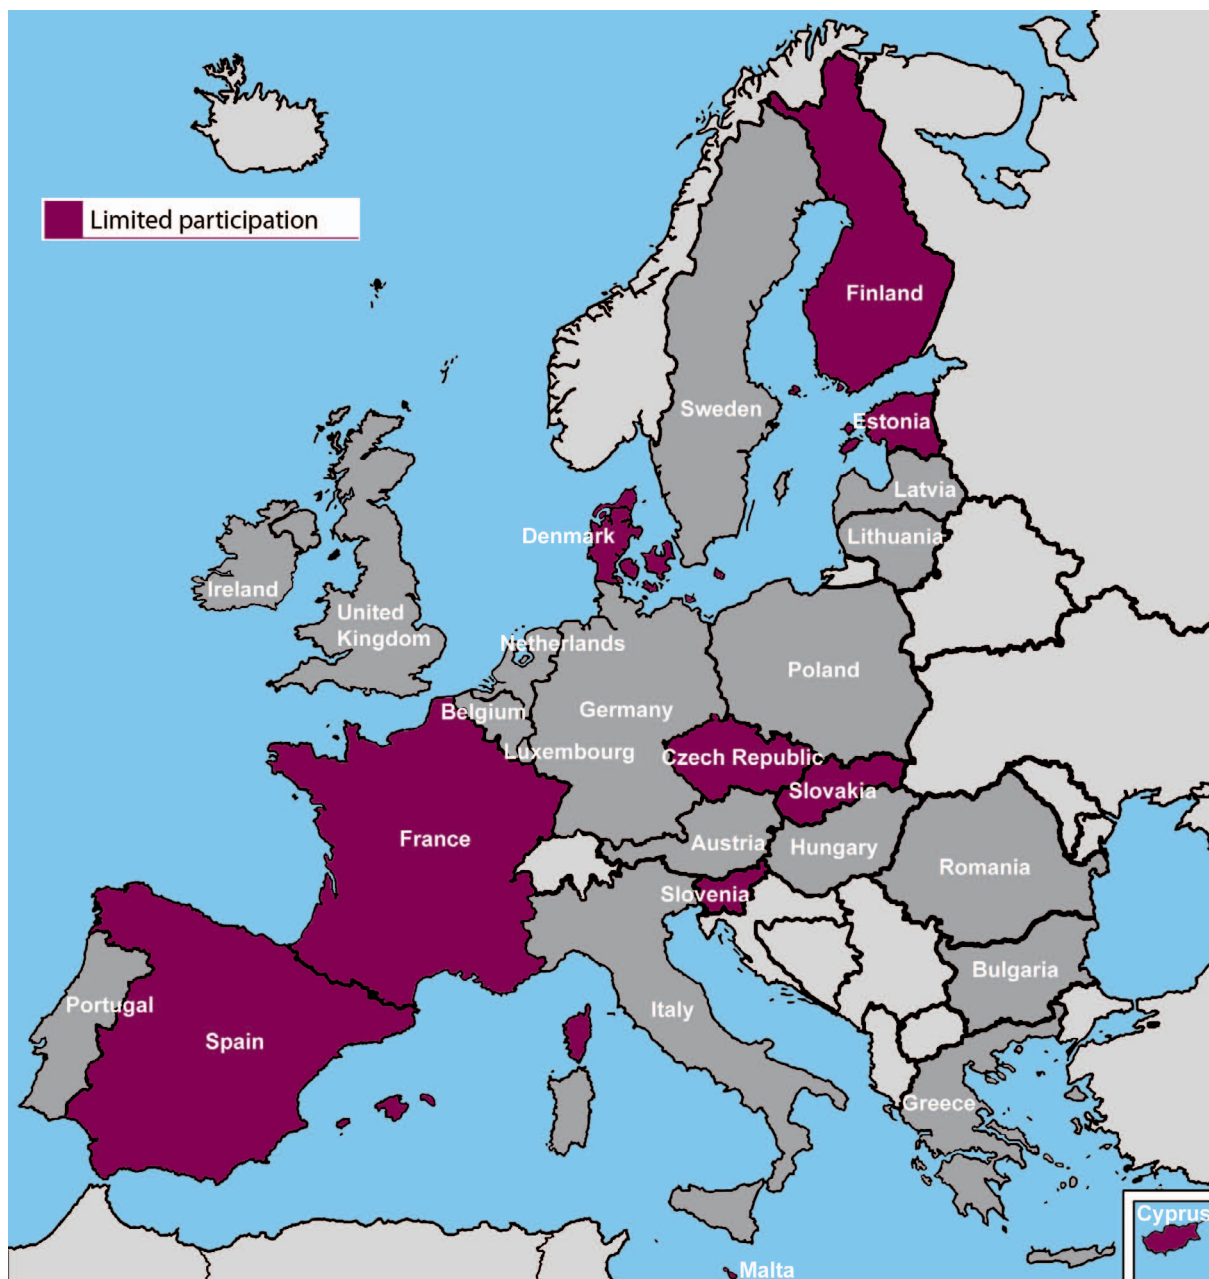 Limited participation
Finland
Sweden
Estonia
Latvia
Denmark
Lithuania
Ireland
United
Kingdom
Netherlands
Poland
Belgium
Germany
Luxembourg
Czech Republic
Slovakia
France
Austria
Hungary
Romania
Slovenia
Bulgaria
Portugal
Italy
Spain
Greece
Cyprus
Malta